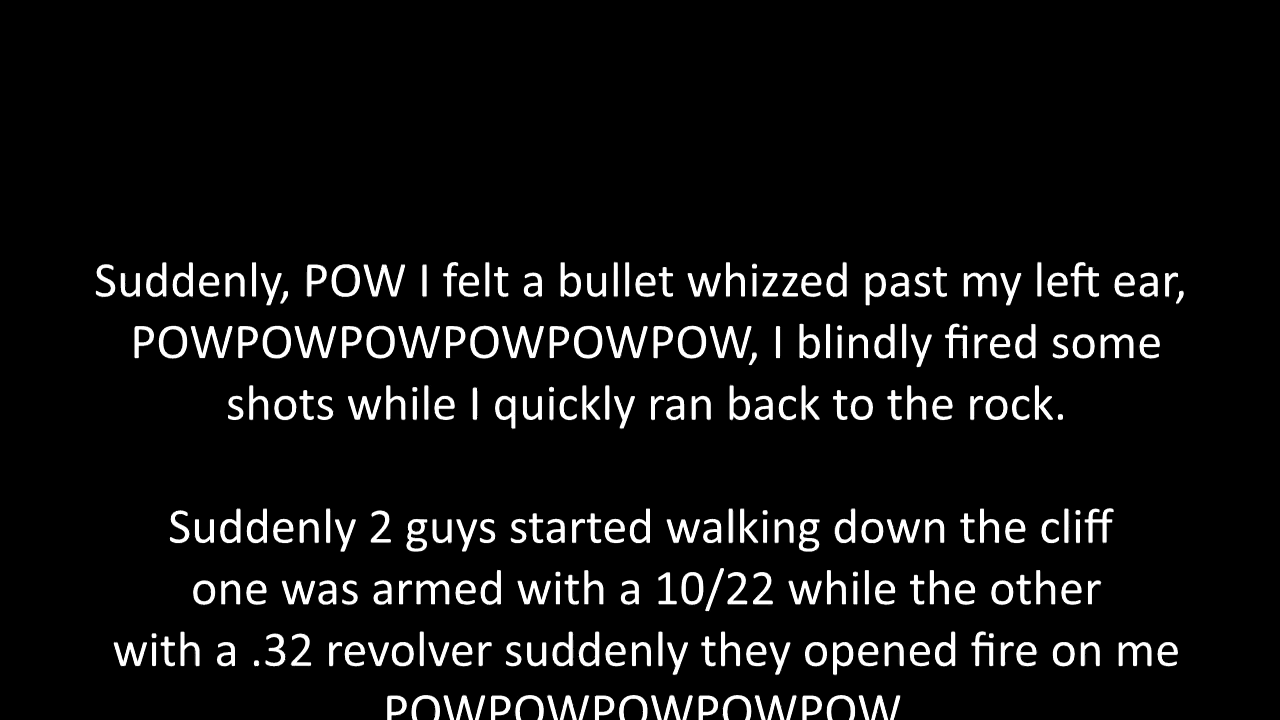 Suddenly, POW I felt a bullet whizzed past my left ear,
POWPOWPOWPOWPOWPOW, I blindly fired some
shots while I quickly ran back to the rock.
Suddenly 2 guys started walking down the cliff
one was armed with a 10/22 while the other
with a .32 revolver suddenly they opened fire on me
POWPOWPOWPOWPOW